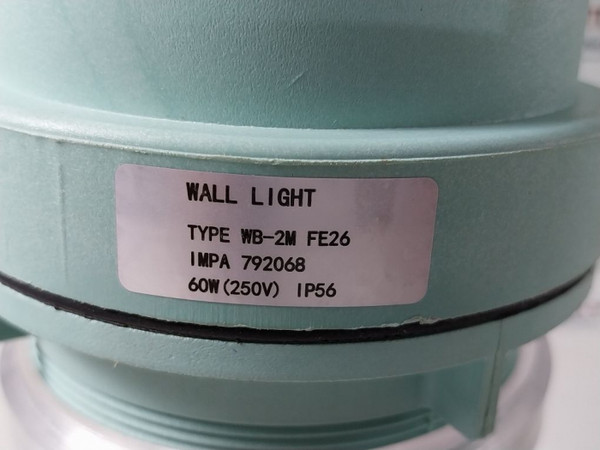 WALL LIGHT
TYPE WB-2M FE26
IMPA 792068
60W(250V) IP56